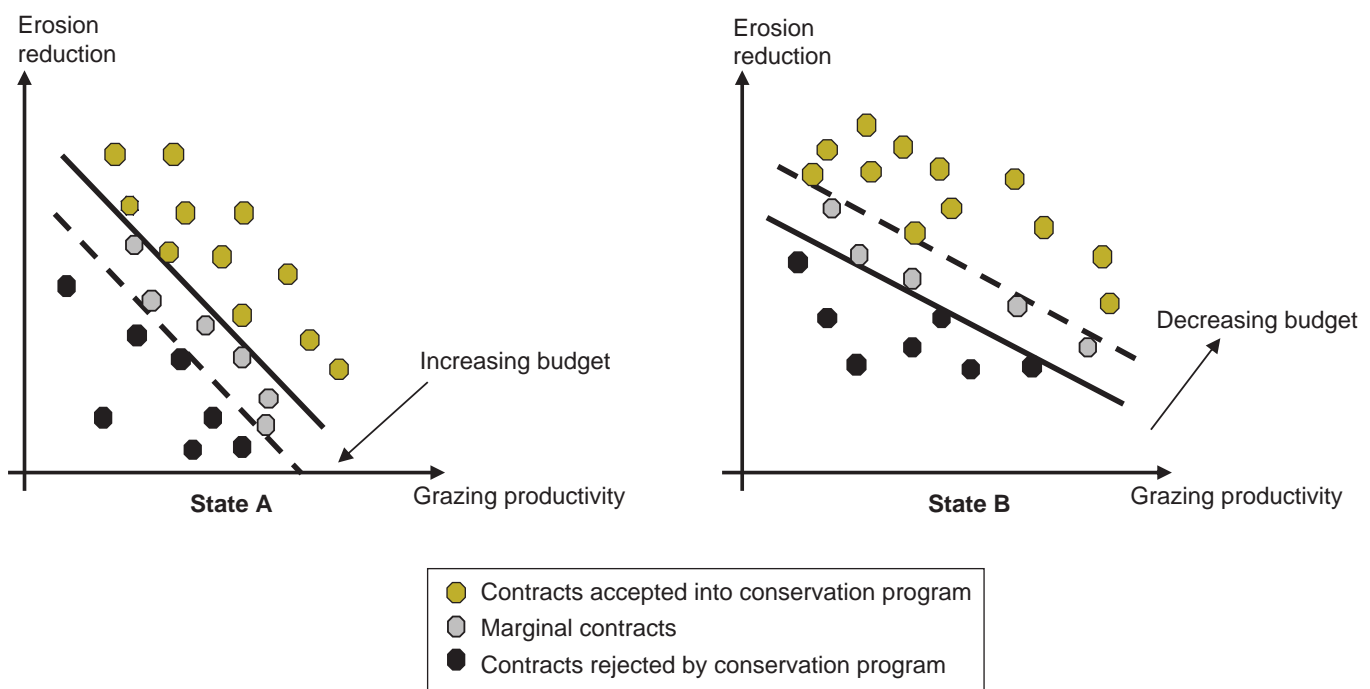 Erosion
reduction
Increasing budget
Grazing productivity
State A
Erosion
reduction
Decreasing budget
Grazing productivity
State B
Contracts accepted into conservation program
Marginal contracts
Contracts rejected by conservation program